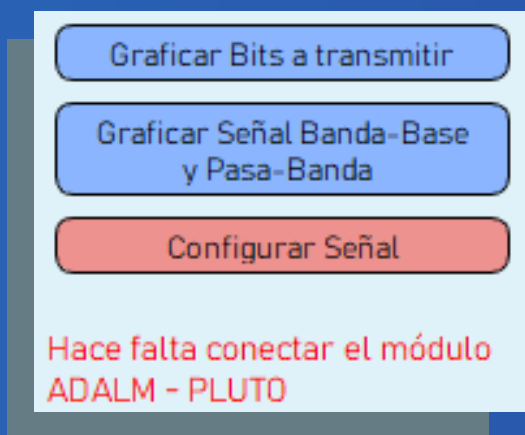 Graficar Bits a transmitir
Graficar Señal Banda-Base
y Pasa-Banda
Configurar Señal
Hace falta conectar el módulo
ADALM - PLUTO